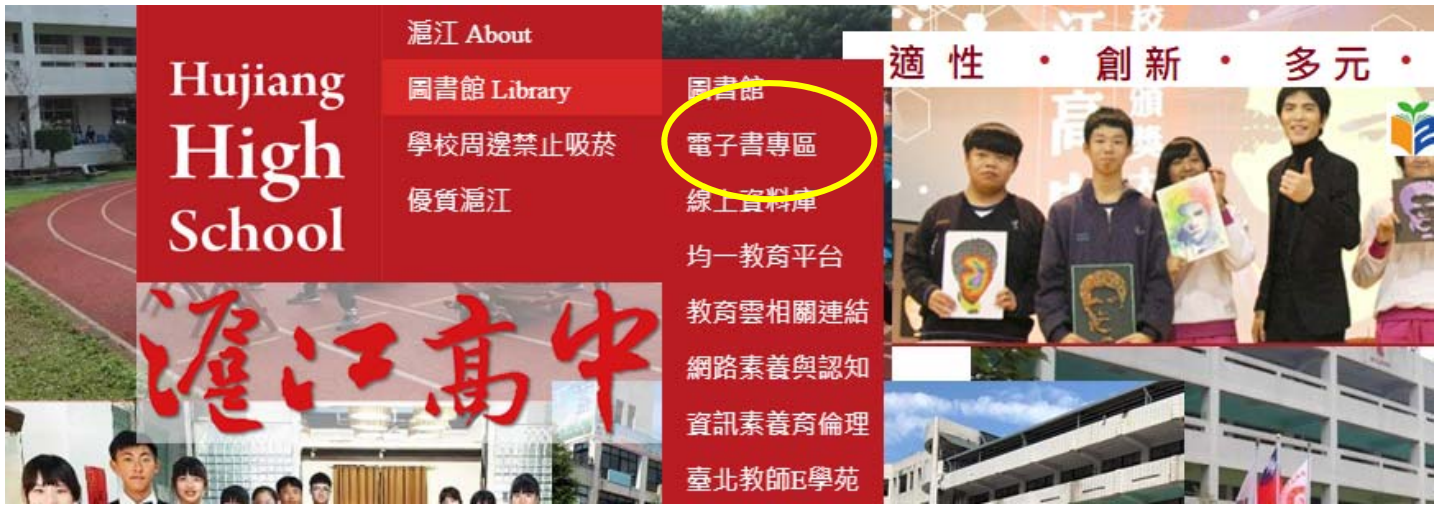 Hujiang
High
School
滬江高中
滬江 About
圖書館 Library
學校周邊禁止吸菸
優質滬江
圖書館
電子書專區
線上資料庫
均一教育平台
教育雲相關連結
網路素養與認知
資訊素養育倫理
臺北教師E學苑
適性・創新・多元・